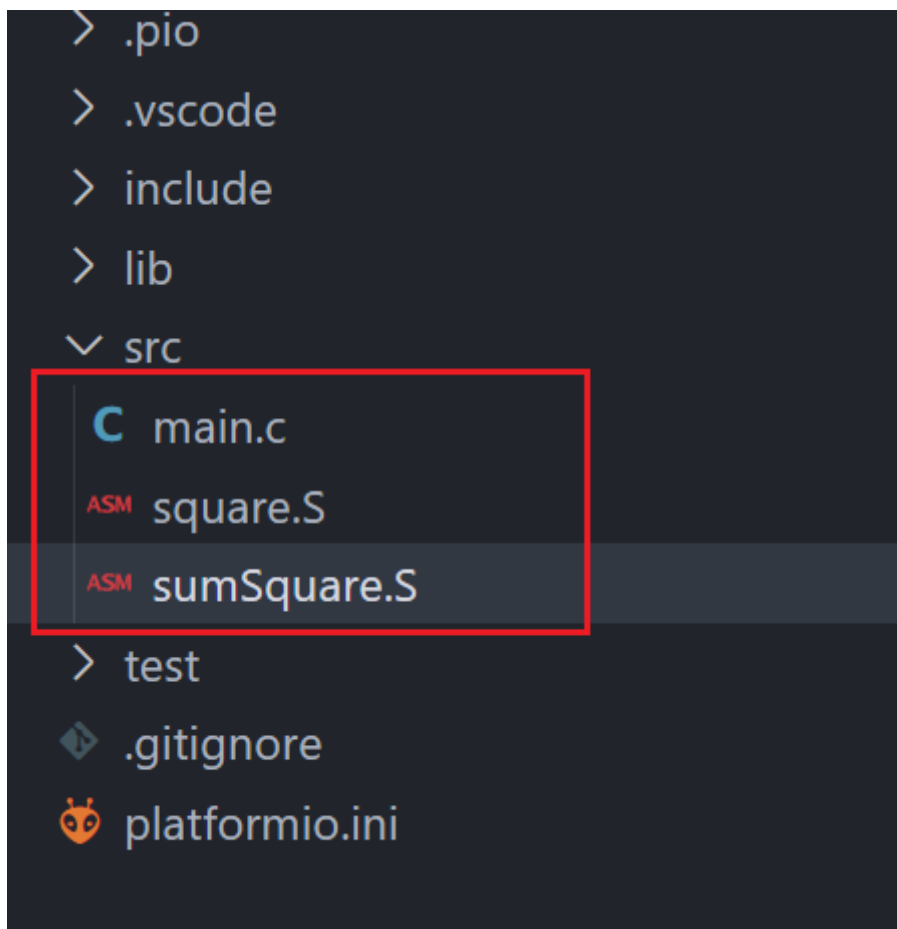 .pio
.vscode
include
lib
src
C main.c
ASM square.S
ASM sumSquare.S
test
.gitignore
platformio.ini